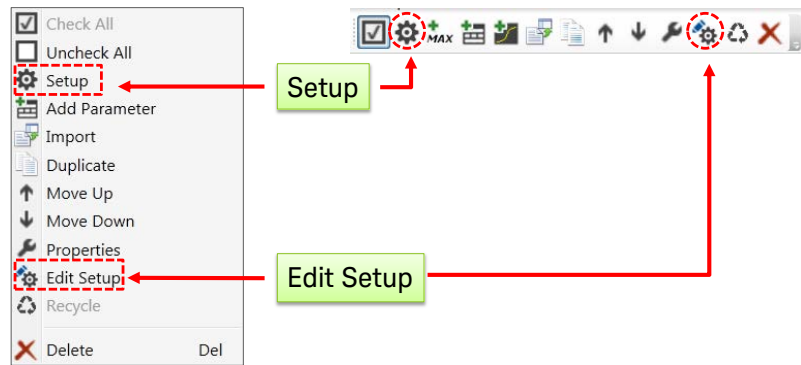 Check All
Uncheck All
Setup
Add Parameter
Import
Duplicate
Move Up
Move Down
Properties
Edit Setup
Recycle
Delete Del
MAX
Setup
Edit Setup